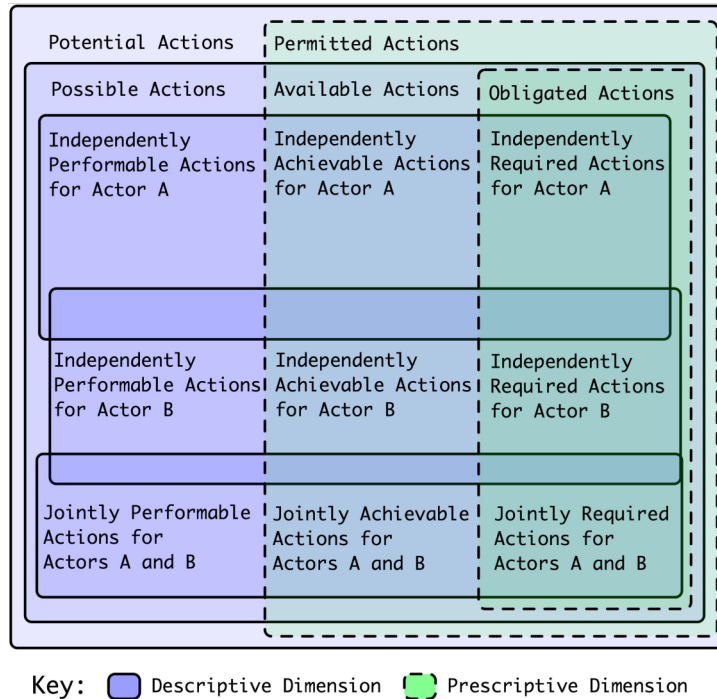 Potential Actions
Permitted Actions
Possible Actions
Available Actions
Obligated Actions
Independently
Performable Actions
for Actor A
Independently
Achievable Actions
for Actor A
Independently
Required Actions
for Actor A
Independently
Performable Actions
for Actor B
Independently
Achievable Actions
for Actor B
Independently
Required Actions
for Actor B
Jointly Performable
Actions for
Actors A and B
Jointly Achievable
Actions for
Actors A and B
Jointly Required
Actions for
Actors A and B
Key: Descriptive Dimension Prescriptive Dimension